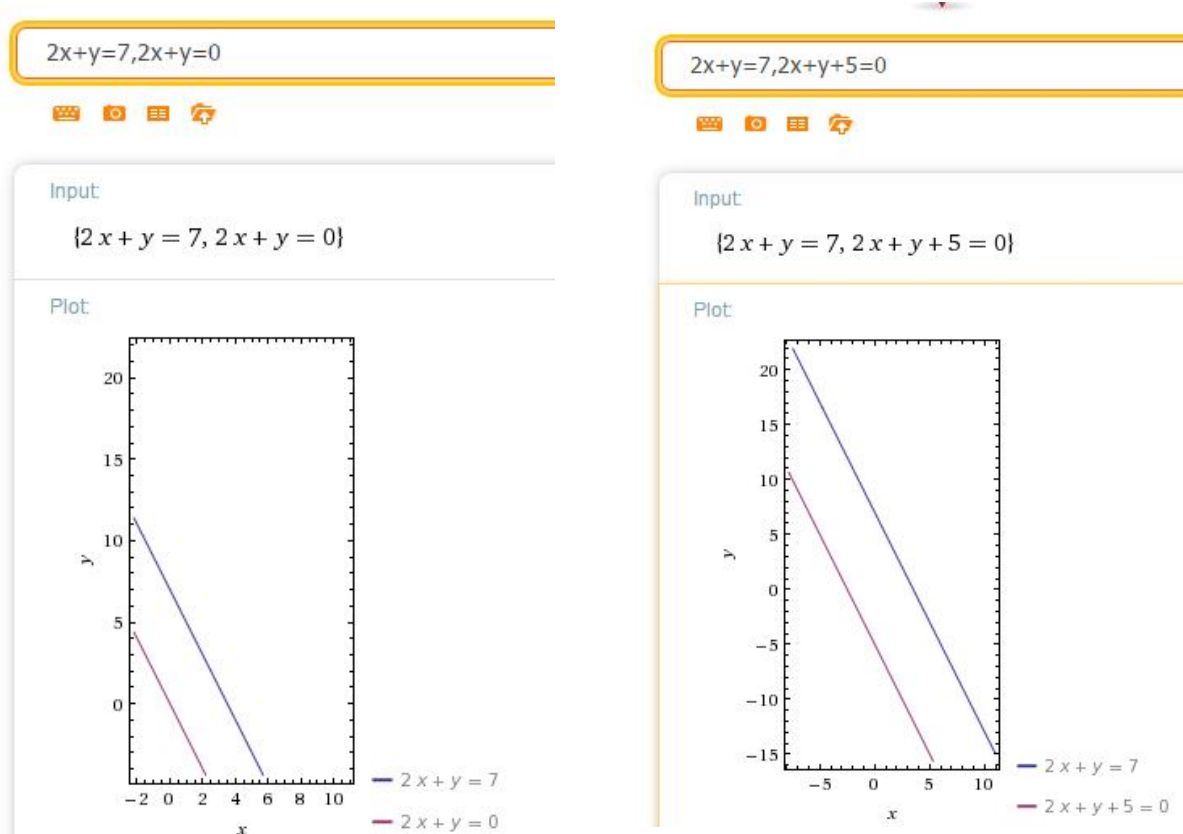 2x+y=7,2x+y=0
Input:
{2 x + y = 7, 2 x + y = 0}
Plot:
20
15
10
5
0
y
−2 0 2 4 6 8 10
x
2 x + y = 7
2 x + y = 0
2x+y=7,2x+y+5=0
Input:
{2 x + y = 7, 2 x + y + 5 = 0}
Plot:
20
15
10
5
0
−5
−10
−15
y
−5 0 5 10
x
2 x + y = 7
2 x + y + 5 = 0